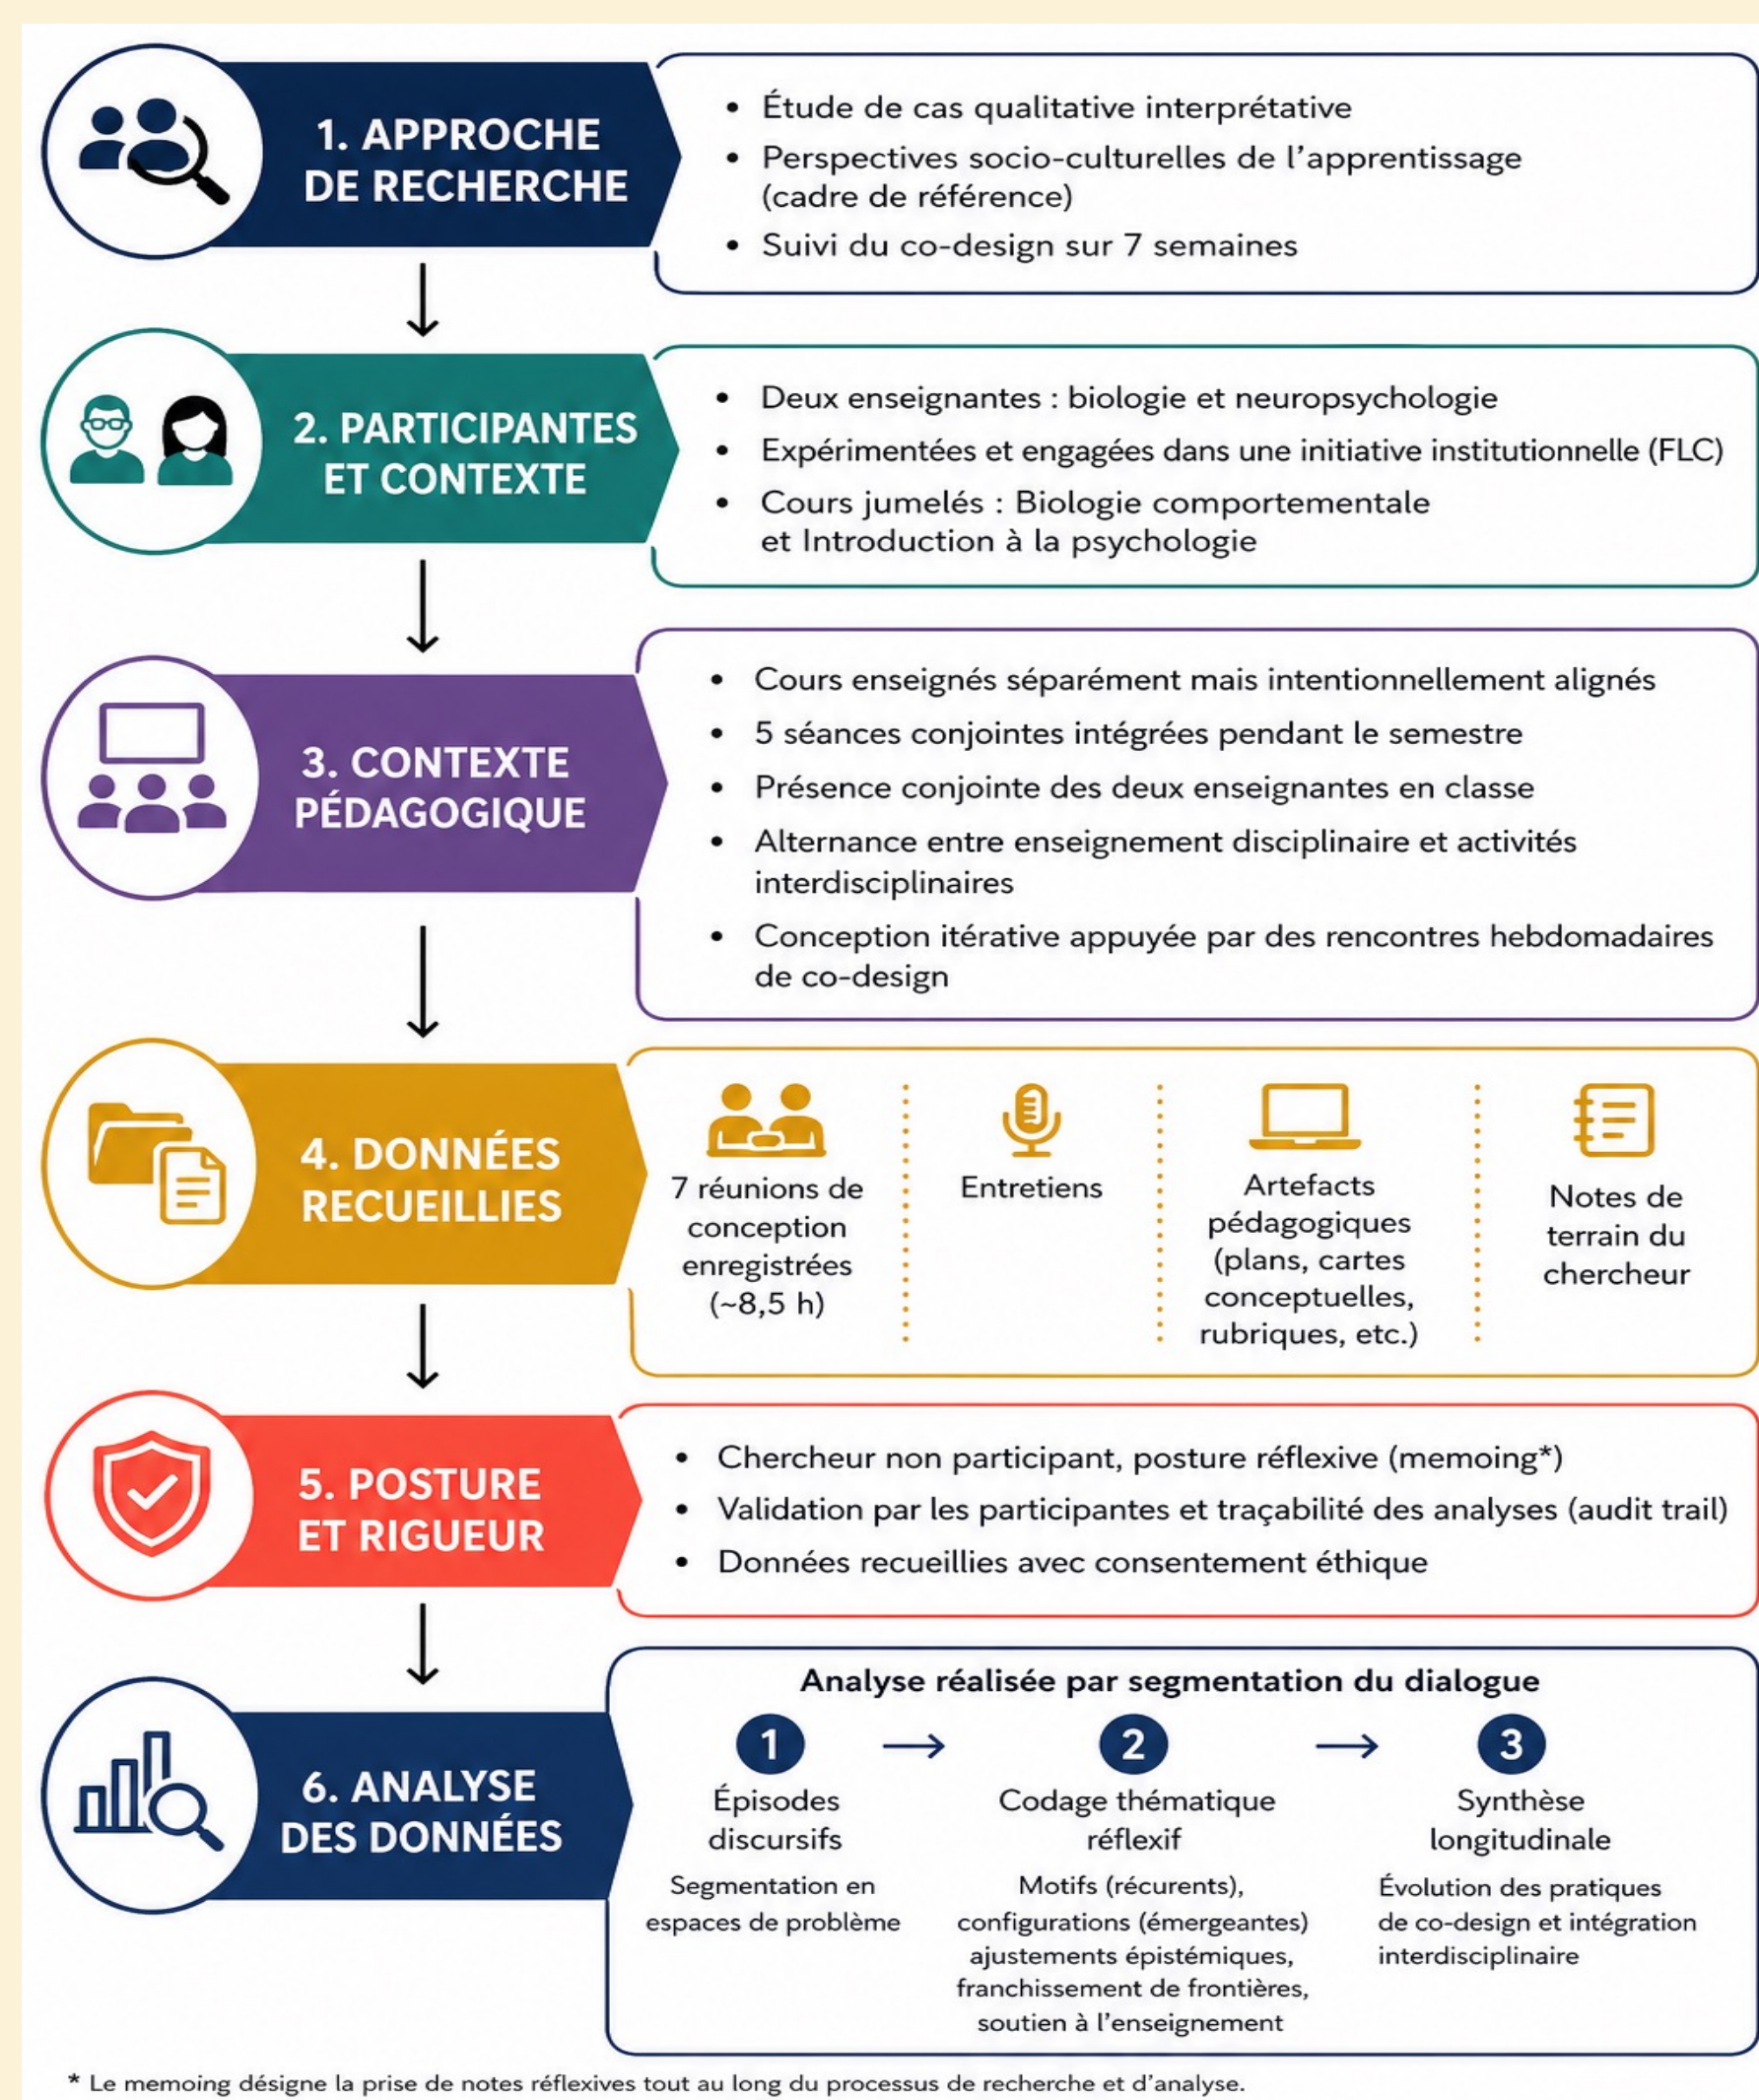 1. APPROCHE
DE RECHERCHE
• Étude de cas qualitative interprétative
• Perspectives socio-culturelles de l'apprentissage
(cadre de référence)
• Suivi du co-design sur 7 semaines
2. PARTICIPANTES
ET CONTEXTE
• Deux enseignantes : biologie et neuropsychologie
• Expérimentées et engagées dans une initiative institutionnelle (FLC)
• Cours jumelés : Biologie comportementale
et Introduction à la psychologie
3. CONTEXTE
PÉDAGOGIQUE
• Cours enseignés séparément mais intentionnellement alignés
• 5 séances conjointes intégrées pendant le semestre
• Présence conjointe des deux enseignantes en classe
• Alternance entre enseignement disciplinaire et activités
interdisciplinaires
• Conception itérative appuyée par des rencontres hebdomadaires
de co-design
4. DONNÉES
RECUEILLIES
7 réunions de
conception
enregistrées
(~8,5 h)
Entretiens
Artefacts
pédagogiques
(plans, cartes
conceptuelles,
rubriques, etc.)
Notes de
terrain du
chercheur
5. POSTURE
ET RIGUEUR
• Chercheur non participant, posture réflexive (memoing*)
• Validation par les participantes et traçabilité des analyses (audit trail)
• Données recueillies avec consentement éthique
6. ANALYSE
DES DONNÉES
Analyse réalisée par segmentation du dialogue
1
Épisodes
discursifs
Segmentation en
espaces de problème
2
Codage thématique
réflexif
Motifs (récurents),
configurations (émergeantes)
ajustements épistémiques,
franchissement de frontières,
soutien à l'enseignement
3
Synthèse
longitudinale
Évolution des pratiques
de co-design et intégration
interdisciplinaire
* Le memoing désigne la prise de notes réflexives tout au long du processus de recherche et d'analyse.